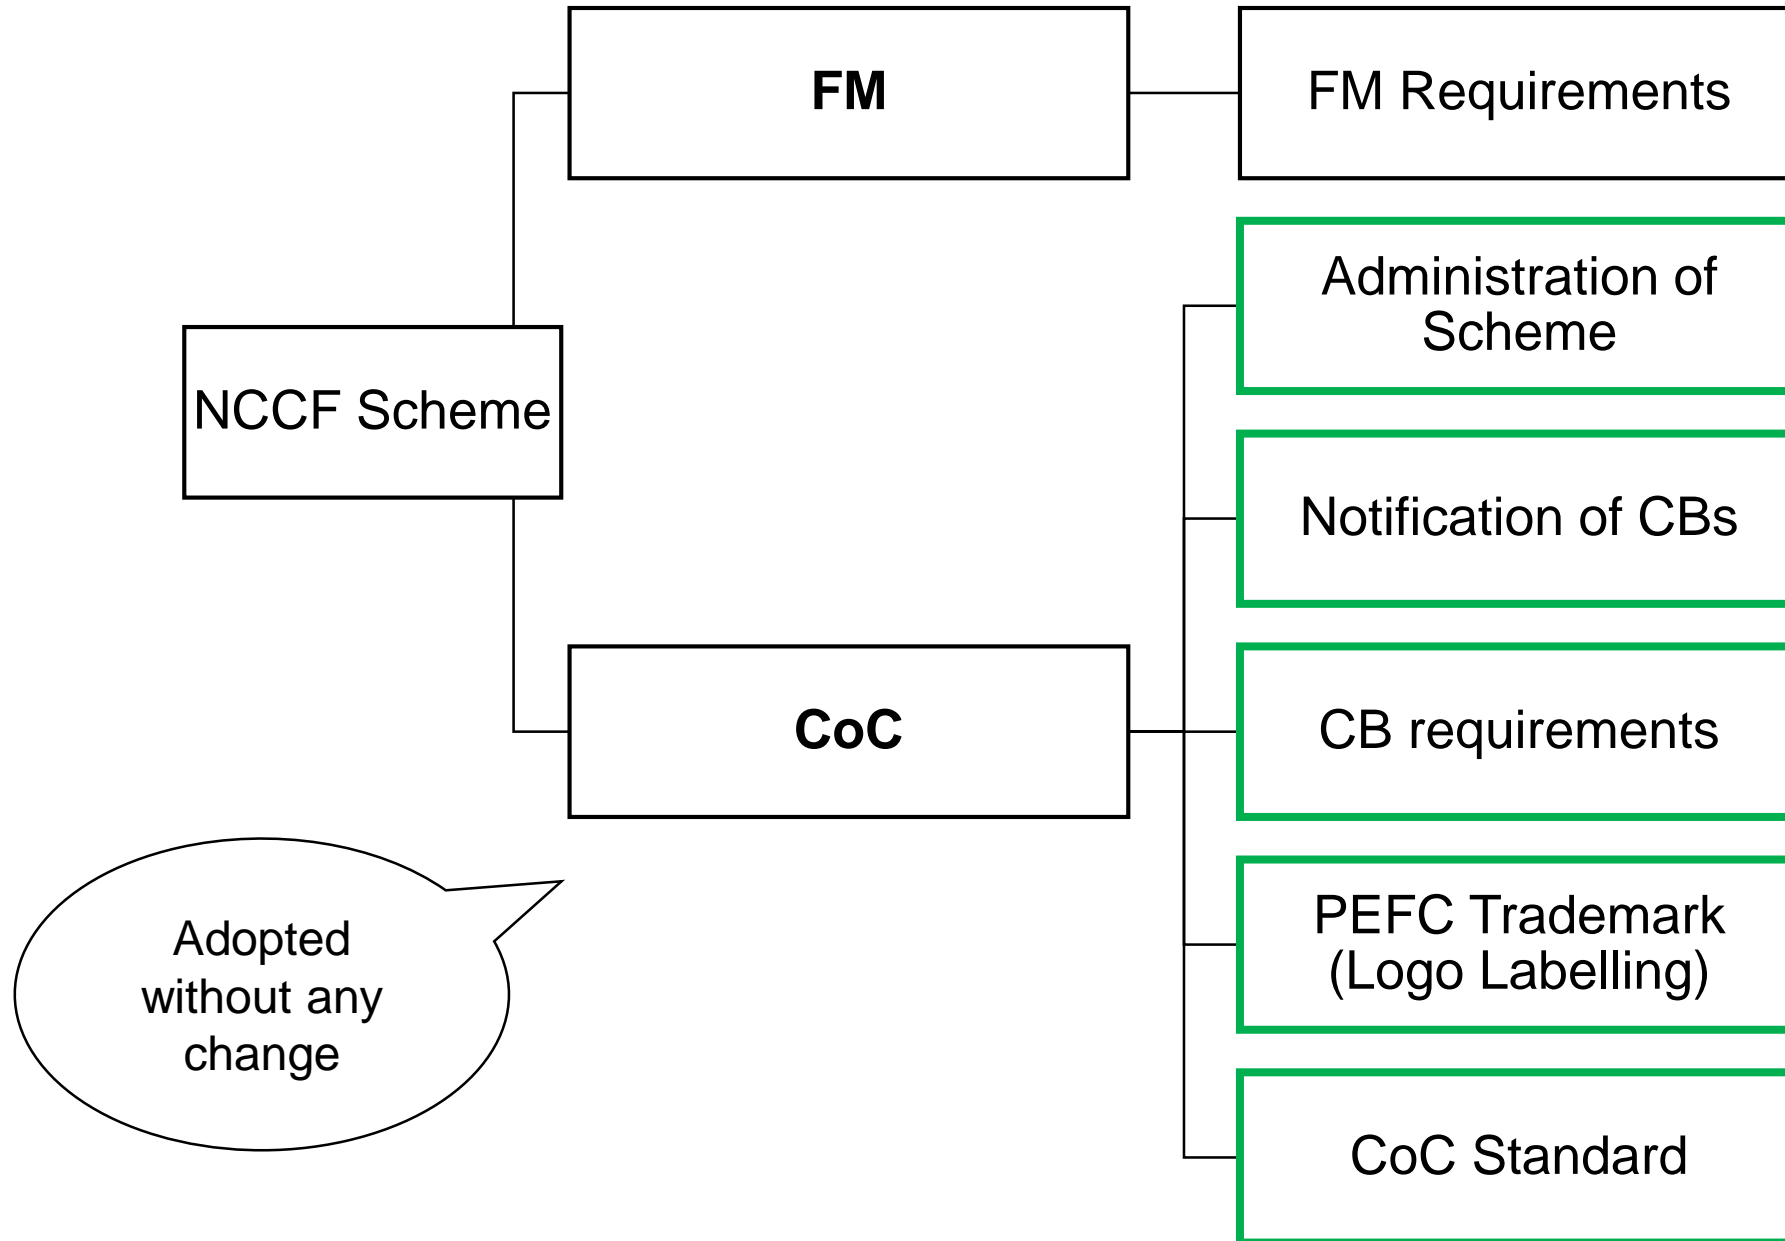 FM
FM Requirements
Administration of
Scheme
NCCF Scheme
Notification of CBs
CoC
CB requirements
PEFC Trademark
(Logo Labelling)
Adopted
without any
change
CoC Standard